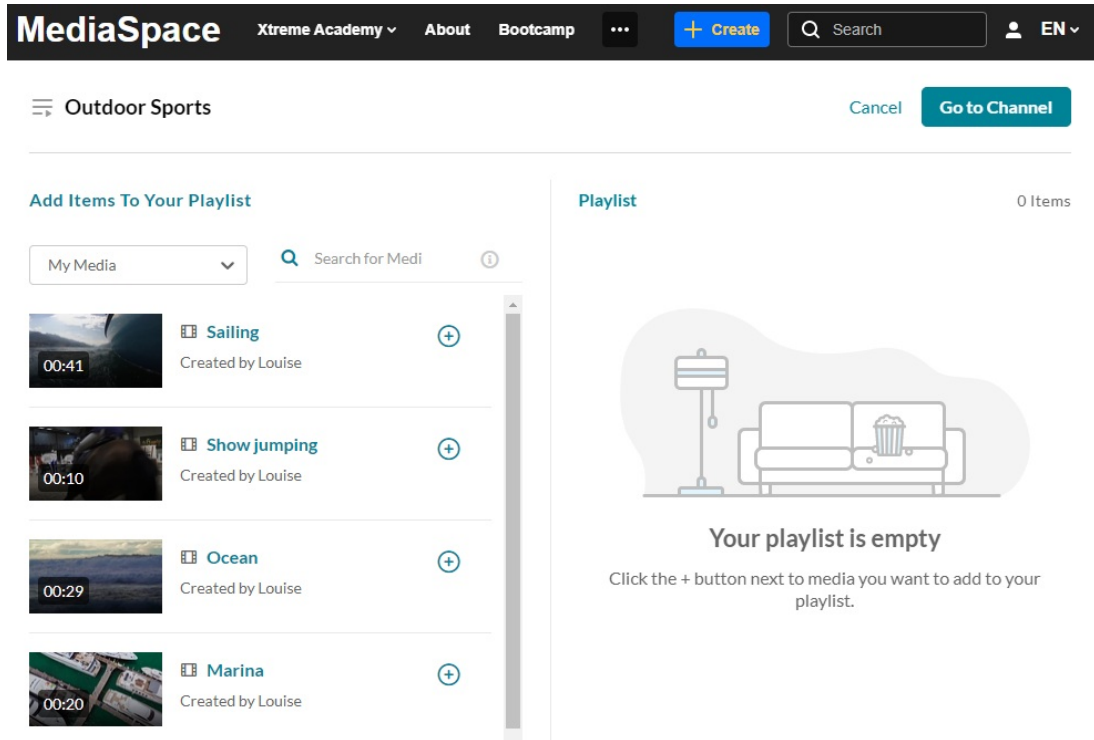 MediaSpace Xtreme Academy About Bootcamp ••• + Create Search EN
Outdoor Sports Cancel Go to Channel
Add Items To Your Playlist
My Media Search for Medi
00:41 Sailing
Created by Louise
00:10 Show jumping
Created by Louise
00:29 Ocean
Created by Louise
00:20 Marina
Created by Louise
Playlist 0 Items
Your playlist is empty
Click the + button next to media you want to add to your
playlist.